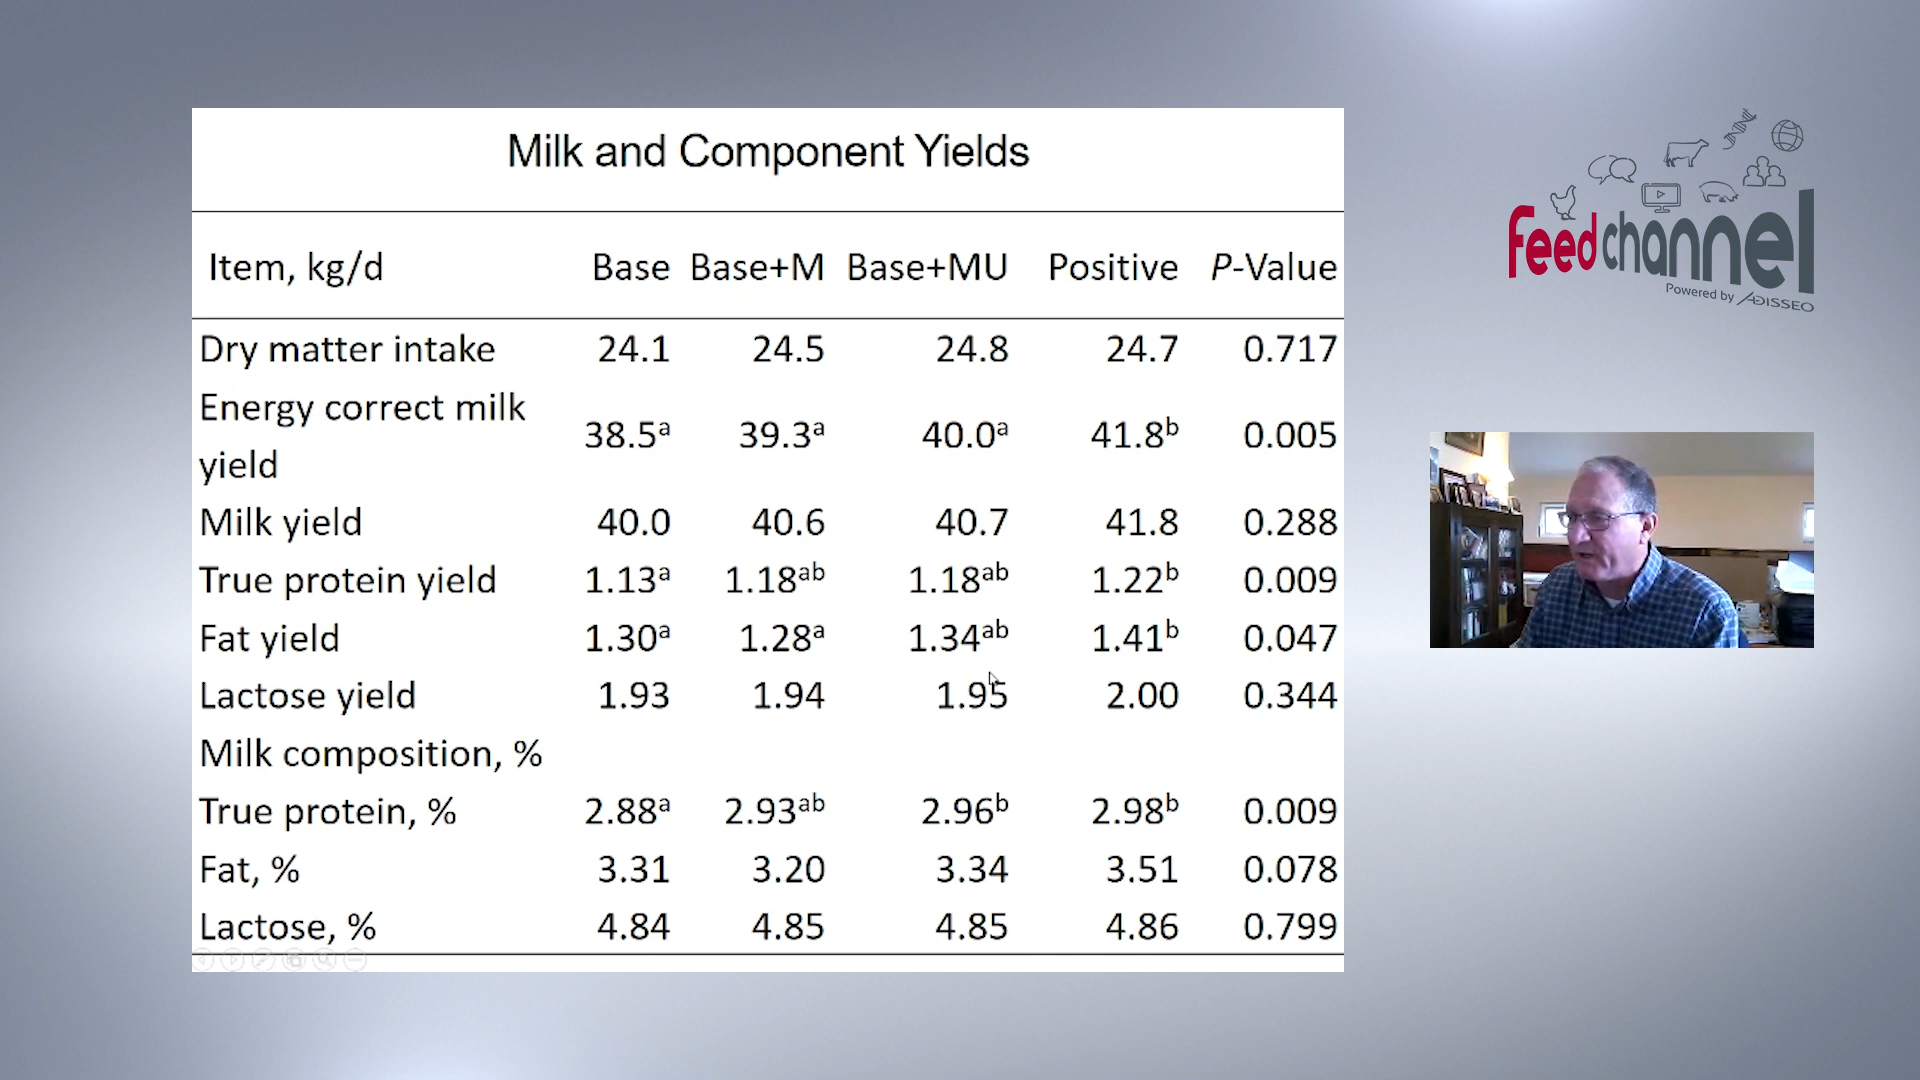 Milk and Component Yields
Item, kg/d Base Base+M Base+MU Positive P-Value
Dry matter intake 24.1 24.5 24.8 24.7 0.717
Energy correct milk
yield 38.5ᵃ 39.3ᵃ 40.0ᵃ 41.8ᵇ 0.005
Milk yield 40.0 40.6 40.7 41.8 0.288
True protein yield 1.13ᵃ 1.18ᵃᵇ 1.18ᵃᵇ 1.22ᵇ 0.009
Fat yield 1.30ᵃ 1.28ᵃ 1.34ᵃᵇ 1.41ᵇ 0.047
Lactose yield 1.93 1.94 1.95 2.00 0.344
Milk composition, %
True protein, % 2.88ᵃ 2.93ᵃᵇ 2.96ᵇ 2.98ᵇ 0.009
Fat, % 3.31 3.20 3.34 3.51 0.078
Lactose, % 4.84 4.85 4.85 4.86 0.799
feedchannel
Powered by ADISSEO